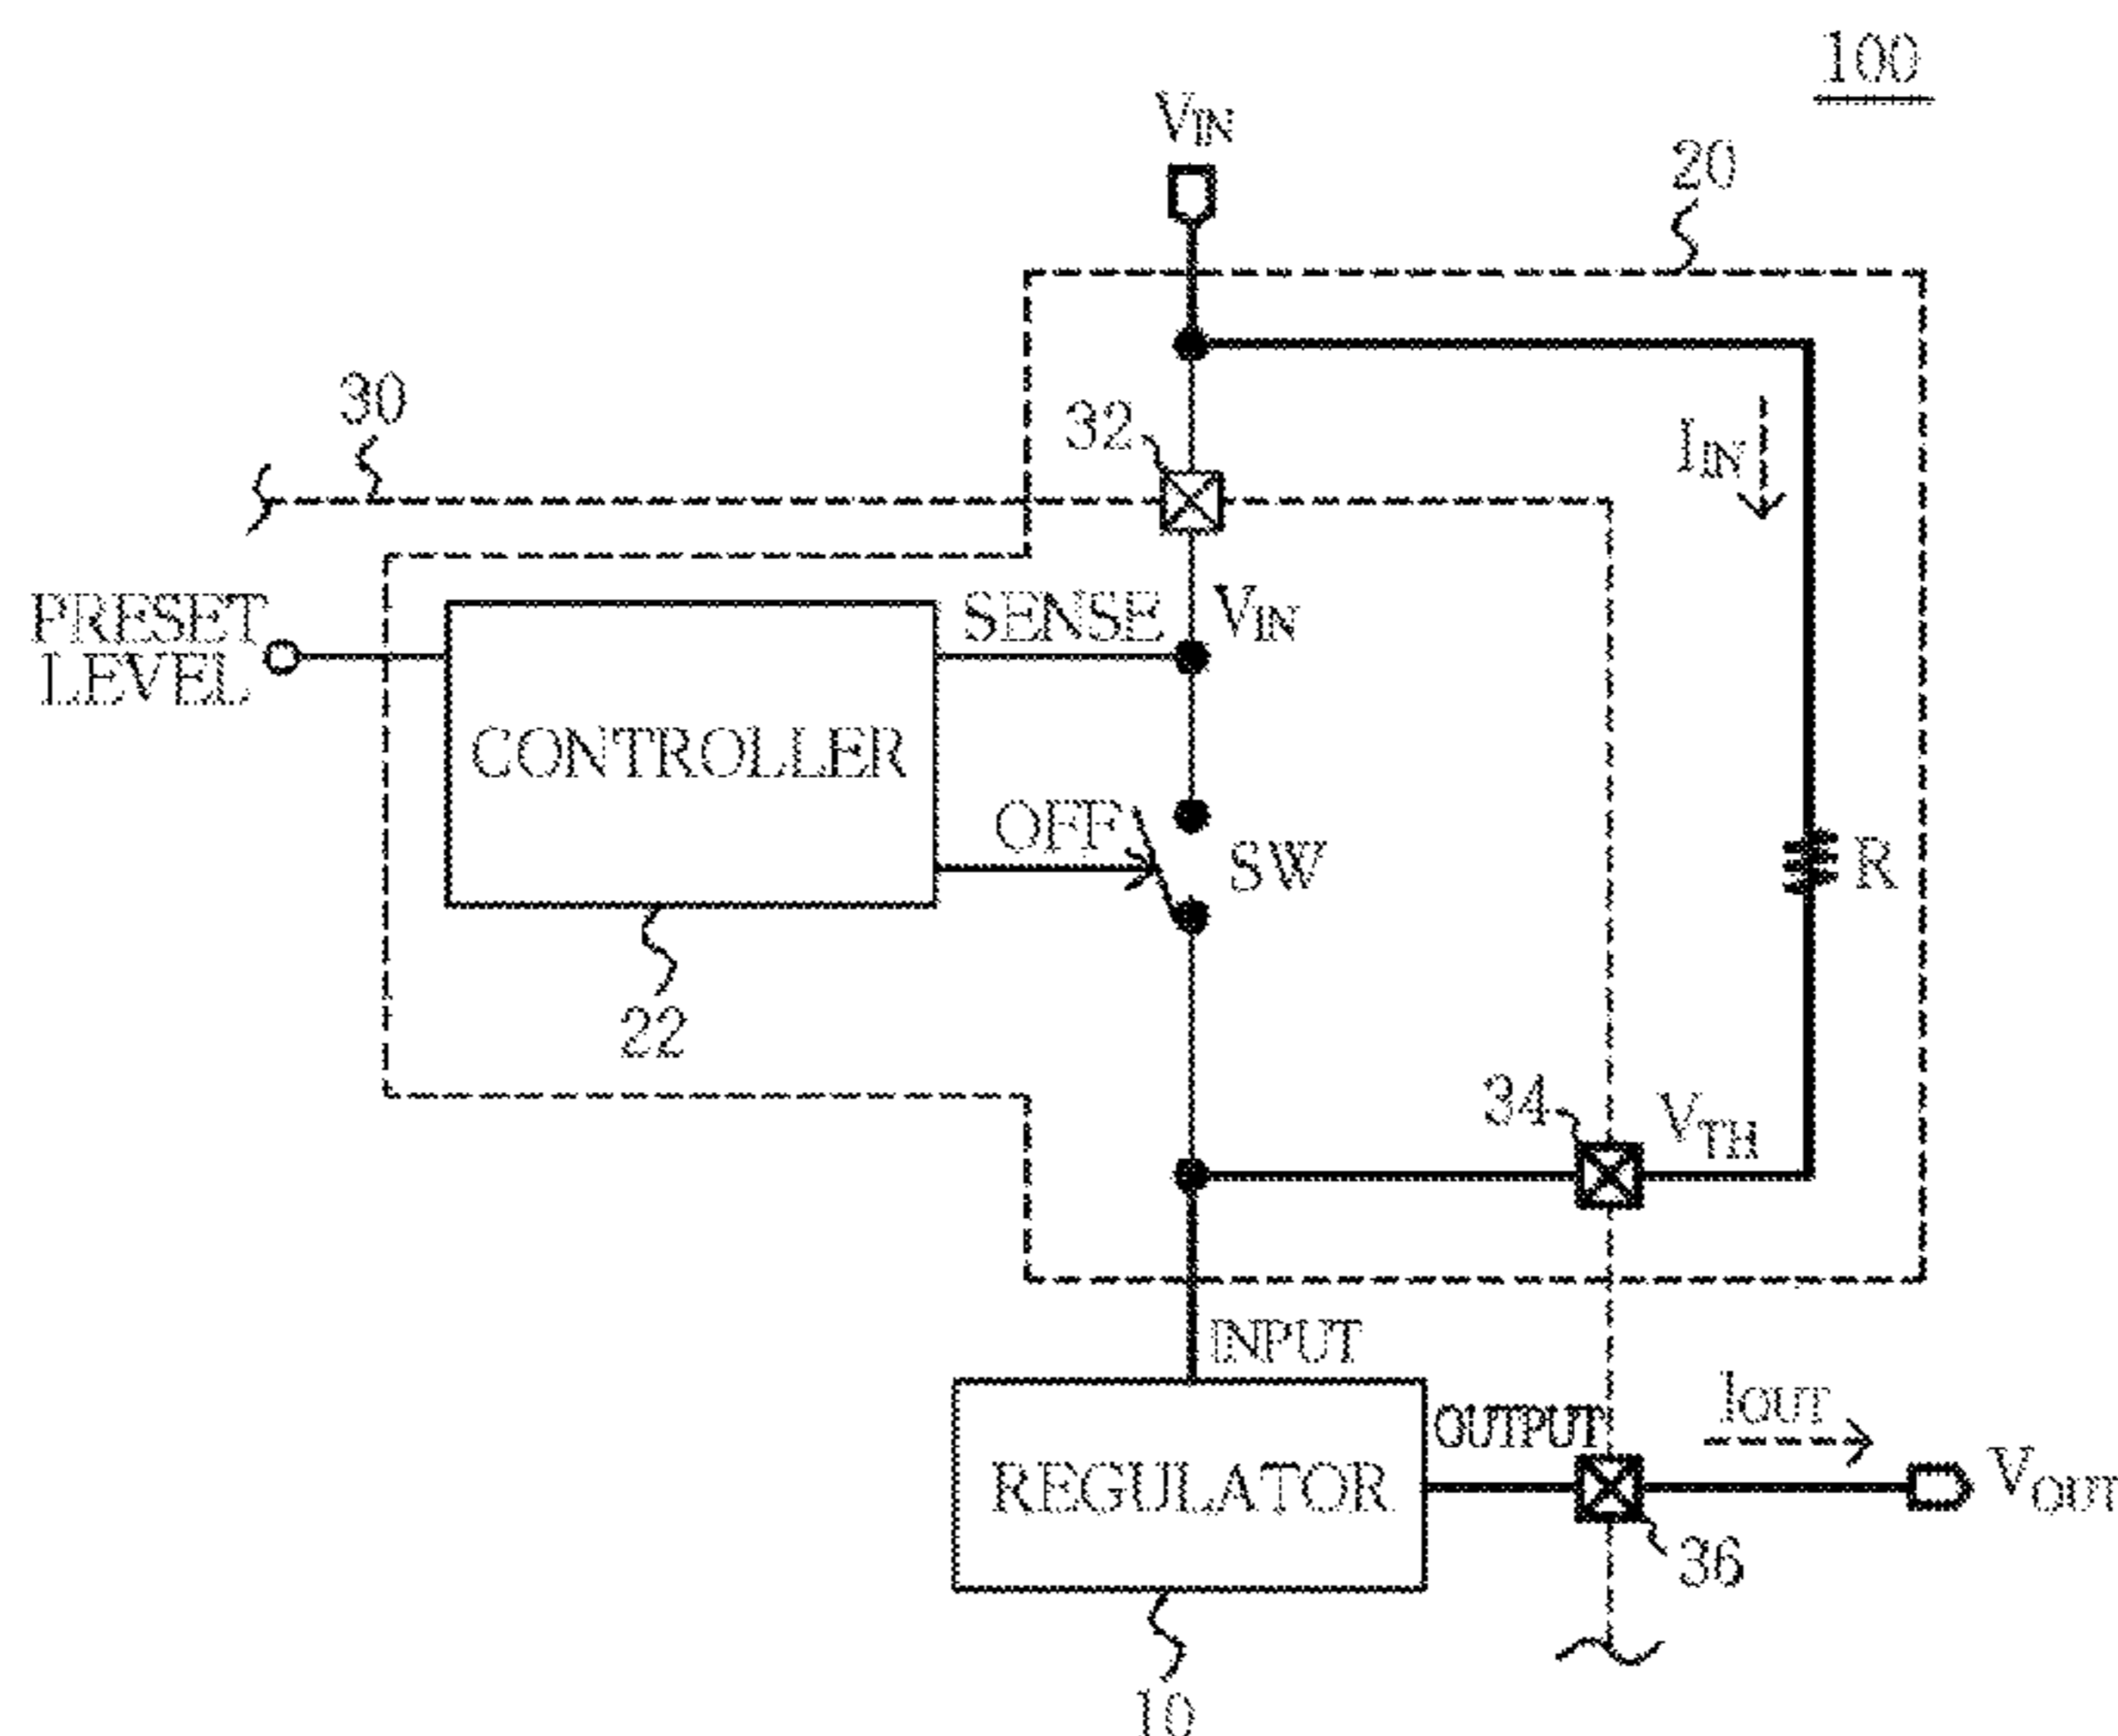 100
VIN
20
30
32
IIN
PRESET
LEVEL
SENSE
VIN
CONTROLLER
OFF
SW
R
22
34
VTH
INPUT
OUTPUT
IOUT
REGULATOR
VOUT
36
10